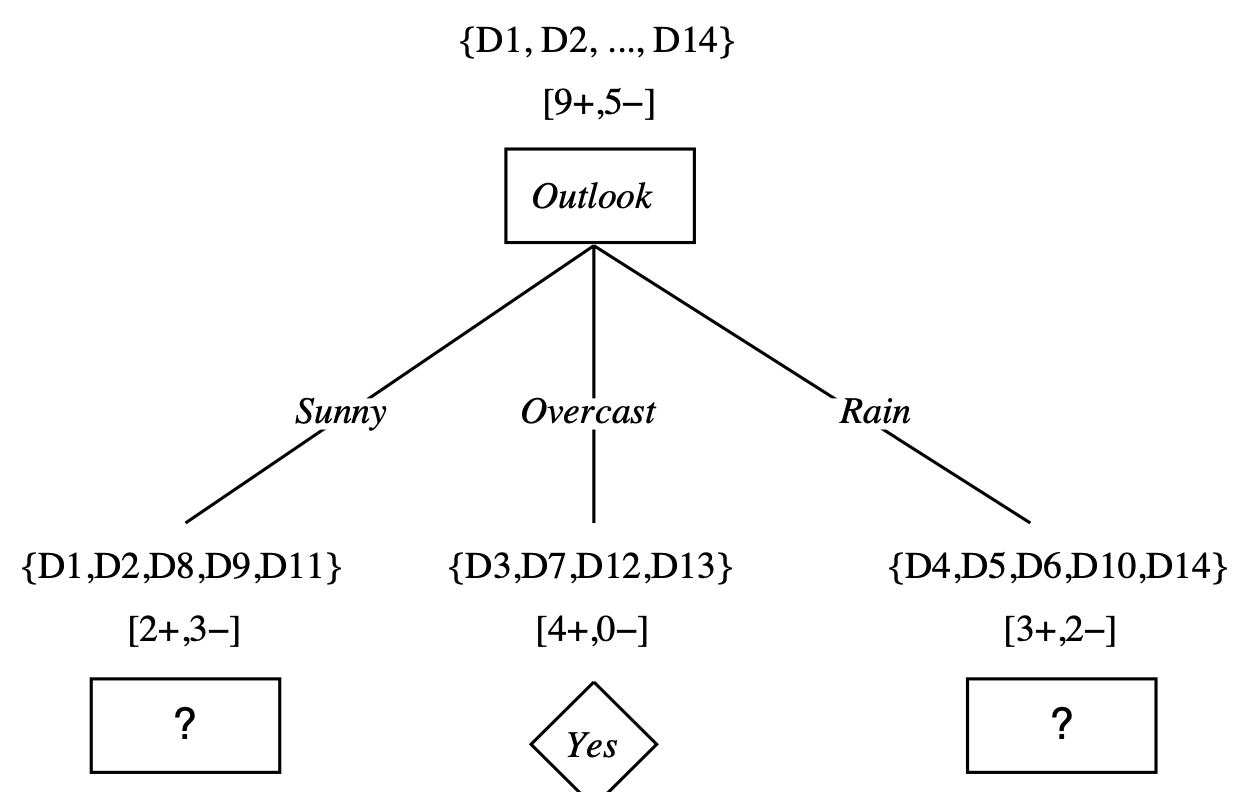 {D1, D2, ..., D14}
[9+,5−]
Outlook
Sunny
Overcast
Rain
{D1,D2,D8,D9,D11}
{D3,D7,D12,D13}
{D4,D5,D6,D10,D14}
[2+,3−]
[4+,0−]
[3+,2−]
?
Yes
?